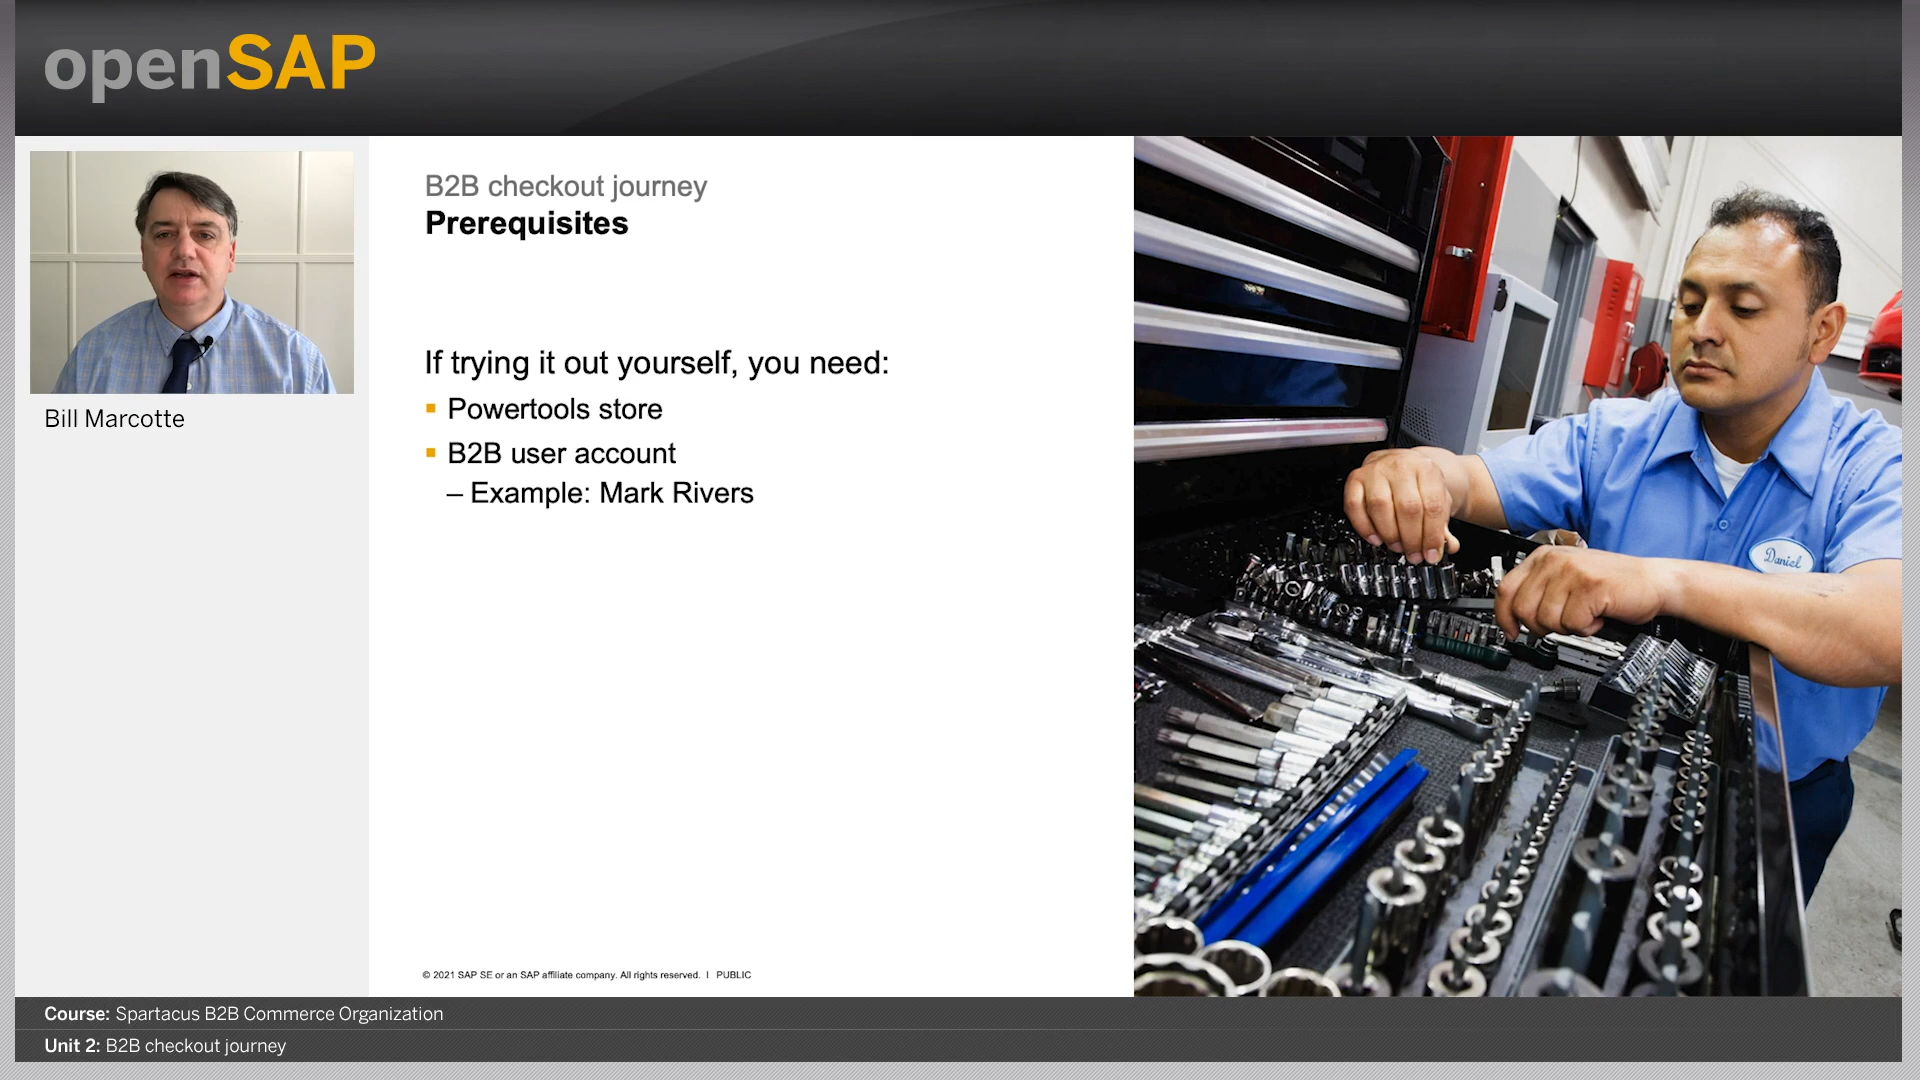 openSAP
Bill Marcotte
B2B checkout journey
Prerequisites
If trying it out yourself, you need:
Powertools store
B2B user account
– Example: Mark Rivers
Daniel
© 2021 SAP SE or an SAP affiliate company. All rights reserved. I PUBLIC
Course: Spartacus B2B Commerce Organization
Unit 2: B2B checkout journey